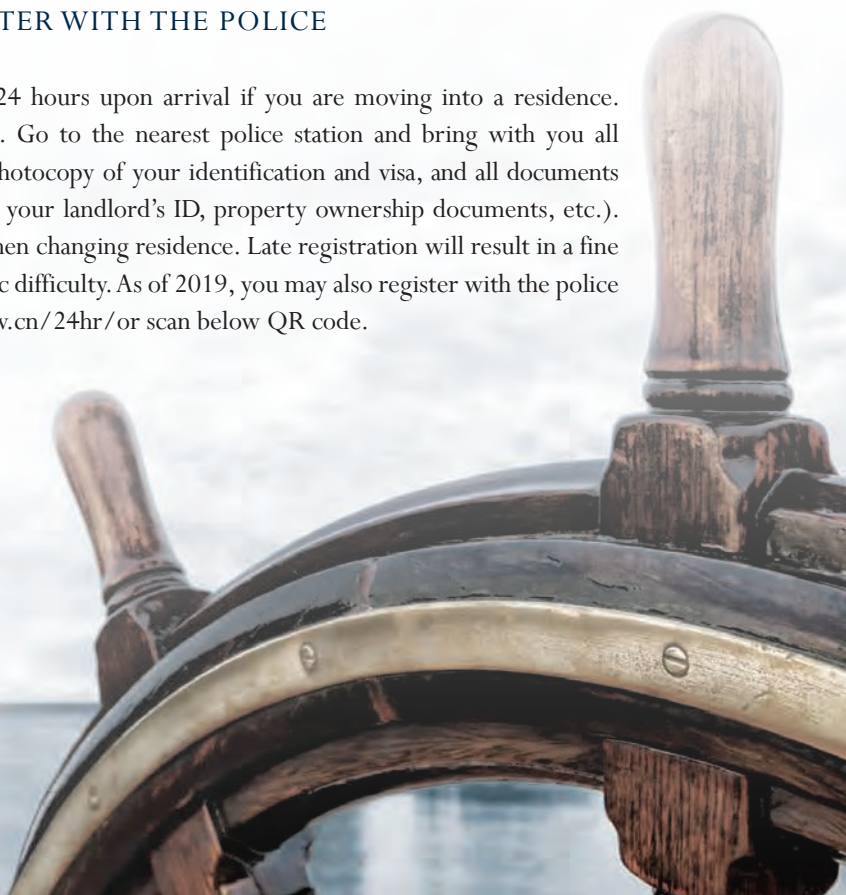 TER WITH THE POLICE
24 hours upon arrival if you are moving into a residence.
. Go to the nearest police station and bring with you all
hotocopy of your identification and visa, and all documents
your landlord’s ID, property ownership documents, etc.).
hen changing residence. Late registration will result in a fine
c difficulty. As of 2019, you may also register with the police
w.cn/24hr/or scan below QR code.